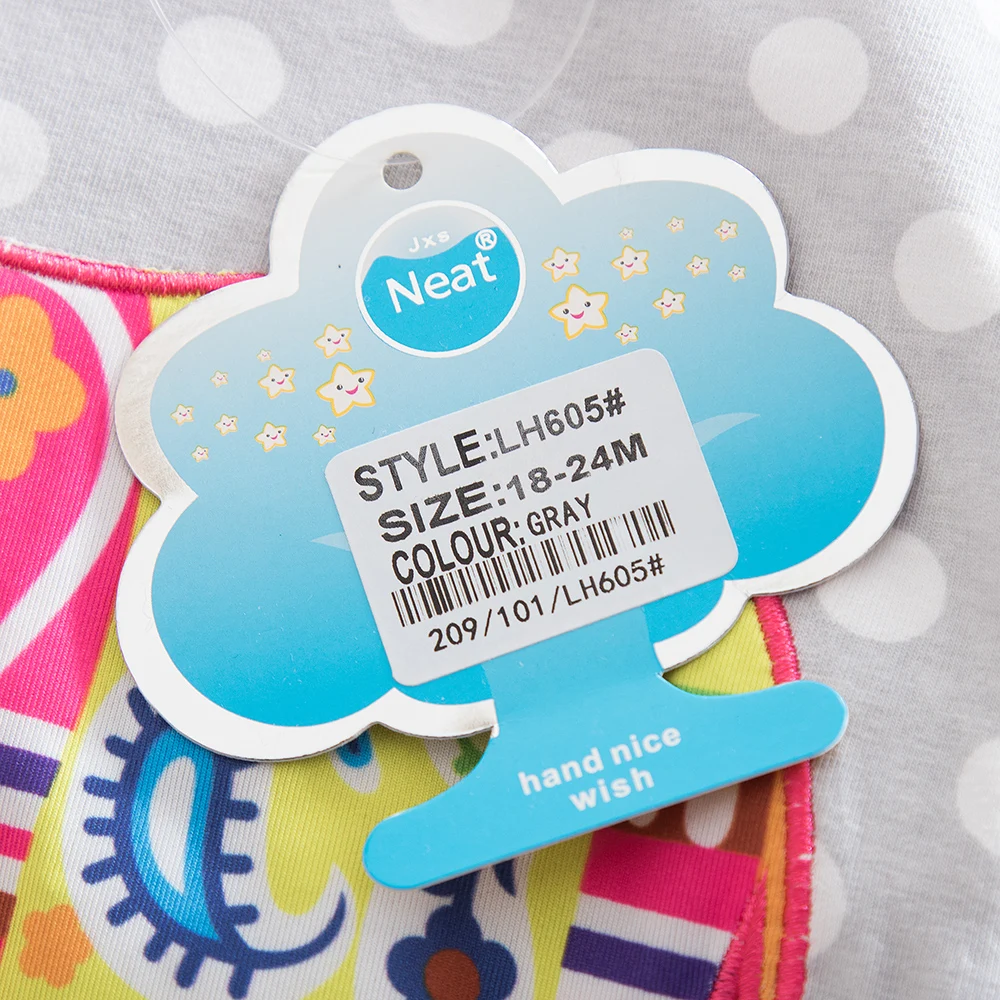 Jxs
Neat®
STYLE:LH605#
SIZE:18-24M
COLOUR:GRAY
209/101/LH605#
hand nice
wish